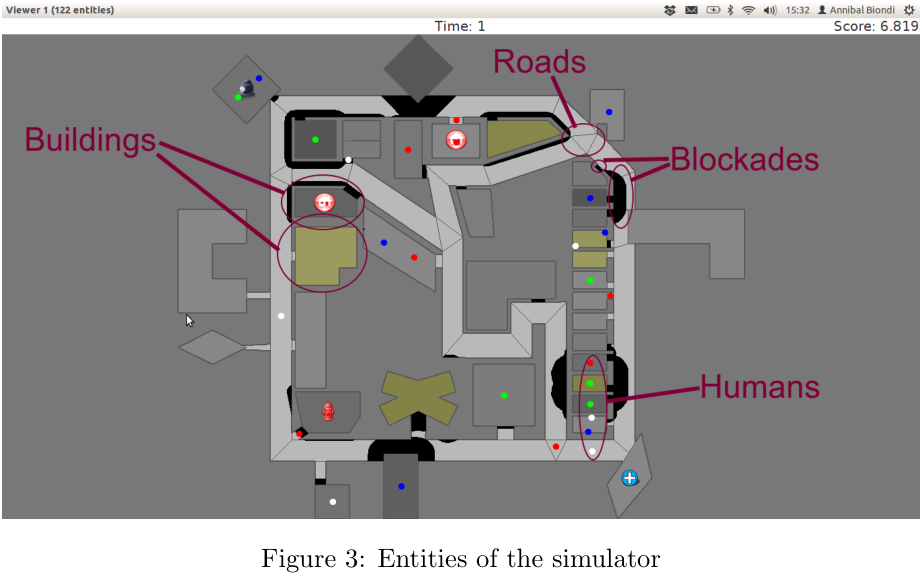 Viewer 1 (122 entities)
15:32 Annibal Biondi
Time: 1
Score: 6.819
Roads
Buildings
Blockades
Humans
Figure 3: Entities of the simulator